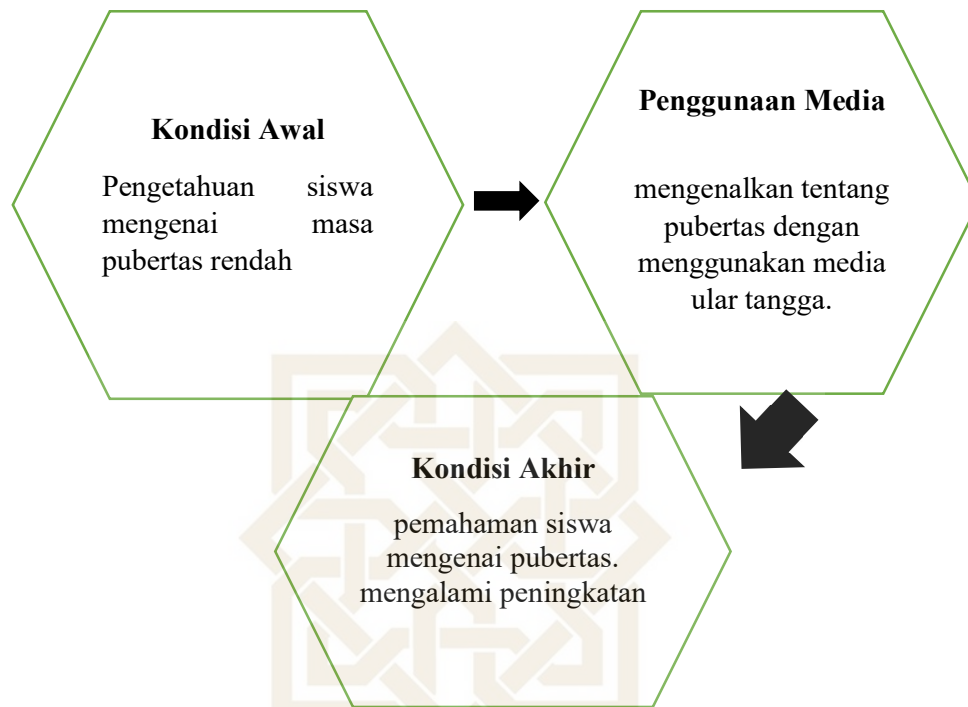 Kondisi Awal
Pengetahuan siswa
mengenai masa
pubertas rendah
Penggunaan Media
mengenalkan tentang
pubertas dengan
menggunakan media
ular tangga.
Kondisi Akhir
pemahaman siswa
mengenai pubertas.
mengalami peningkatan